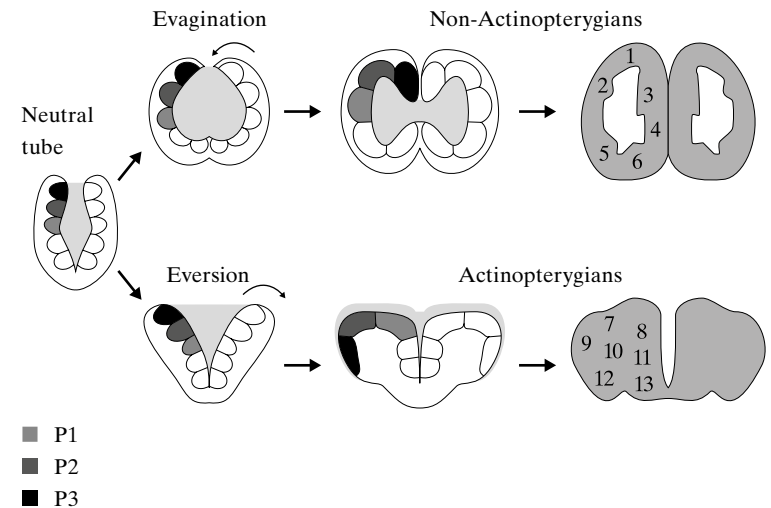 Evagination
Non-Actinopterygians
Neutral
tube
1
2
3
4
5
6
Eversion
Actinopterygians
7
8
9
10
11
12
13
P1
P2
P3